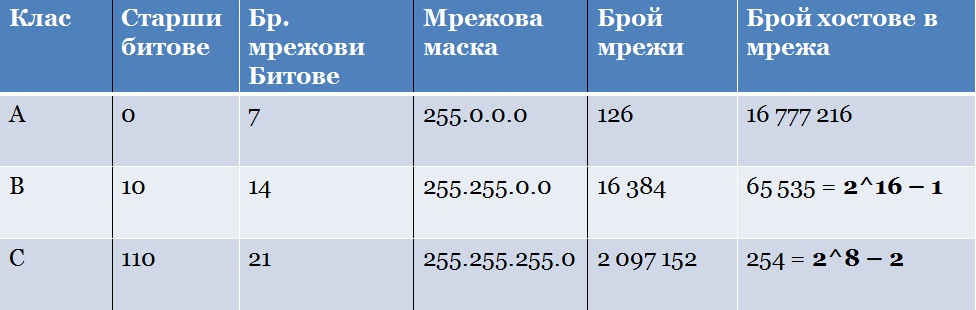 Клас Старши битове Бр. мрежови Битове Мрежова маска Брой мрежи Брой хостове в мрежа
A 0 7 255.0.0.0 126 16 777 216
B 10 14 255.255.0.0 16 384 65 535 = 2^16 – 1
C 110 21 255.255.255.0 2 097 152 254 = 2^8 – 2